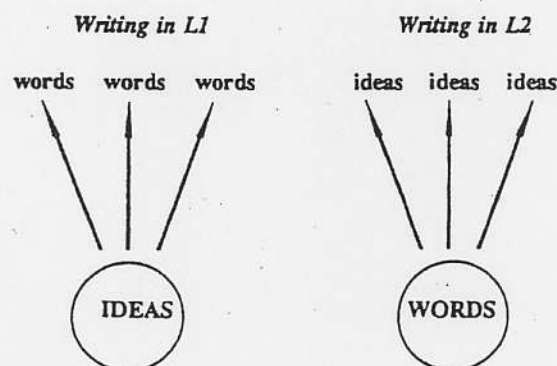 Writing in L1
words words words
IDEAS
Writing in L2
ideas ideas ideas
WORDS